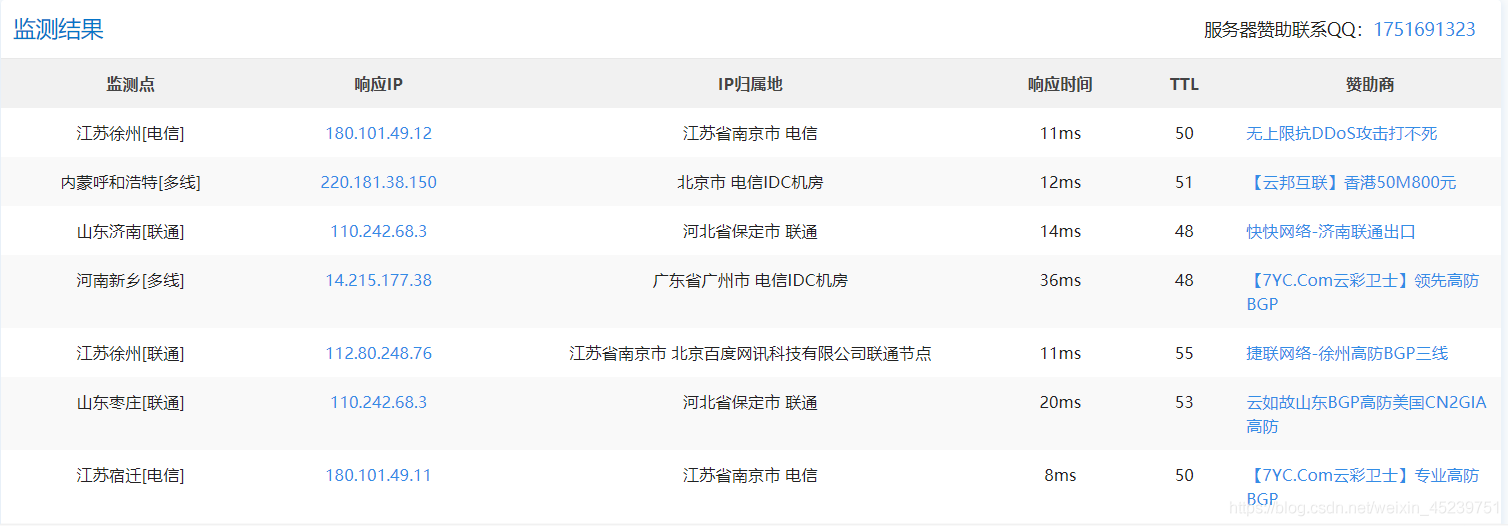 监测结果 服务器赞助联系QQ：1751691323
监测点 响应IP IP归属地 响应时间 TTL 赞助商
江苏徐州[电信] 180.101.49.12 江苏省南京市 电信 11ms 50 无上限抗DDoS攻击打不死
内蒙呼和浩特[多线] 220.181.38.150 北京市 电信IDC机房 12ms 51 【云邦互联】香港50M800元
山东济南[联通] 110.242.68.3 河北省保定市 联通 14ms 48 快快网络-济南联通出口
河南新乡[多线] 14.215.177.38 广东省广州市 电信IDC机房 36ms 48 【7YC.Com云彩卫士】领先高防
BGP
江苏徐州[联通] 112.80.248.76 江苏省南京市 北京百度网讯科技有限公司联通节点 11ms 55 捷联网络-徐州高防BGP三线
山东枣庄[联通] 110.242.68.3 河北省保定市 联通 20ms 53 云如故山东BGP高防美国CN2GIA
高防
江苏宿迁[电信] 180.101.49.11 江苏省南京市 电信 8ms 50 【7YC.Com云彩卫士】专业高防
BGP
https://blog.csdn.net/weixin_45239751